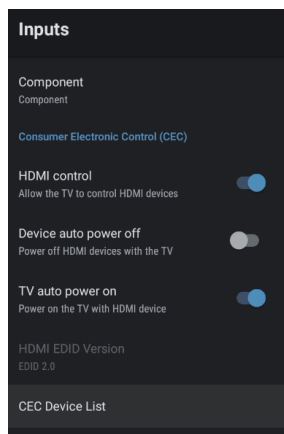 Inputs
Component
Component
Consumer Electronic Control (CEC)
HDMI control
Allow the TV to control HDMI devices
Device auto power off
Power off HDMI devices with the TV
TV auto power on
Power on the TV with HDMI device
HDMI EDID Version
EDID 2.0
CEC Device List